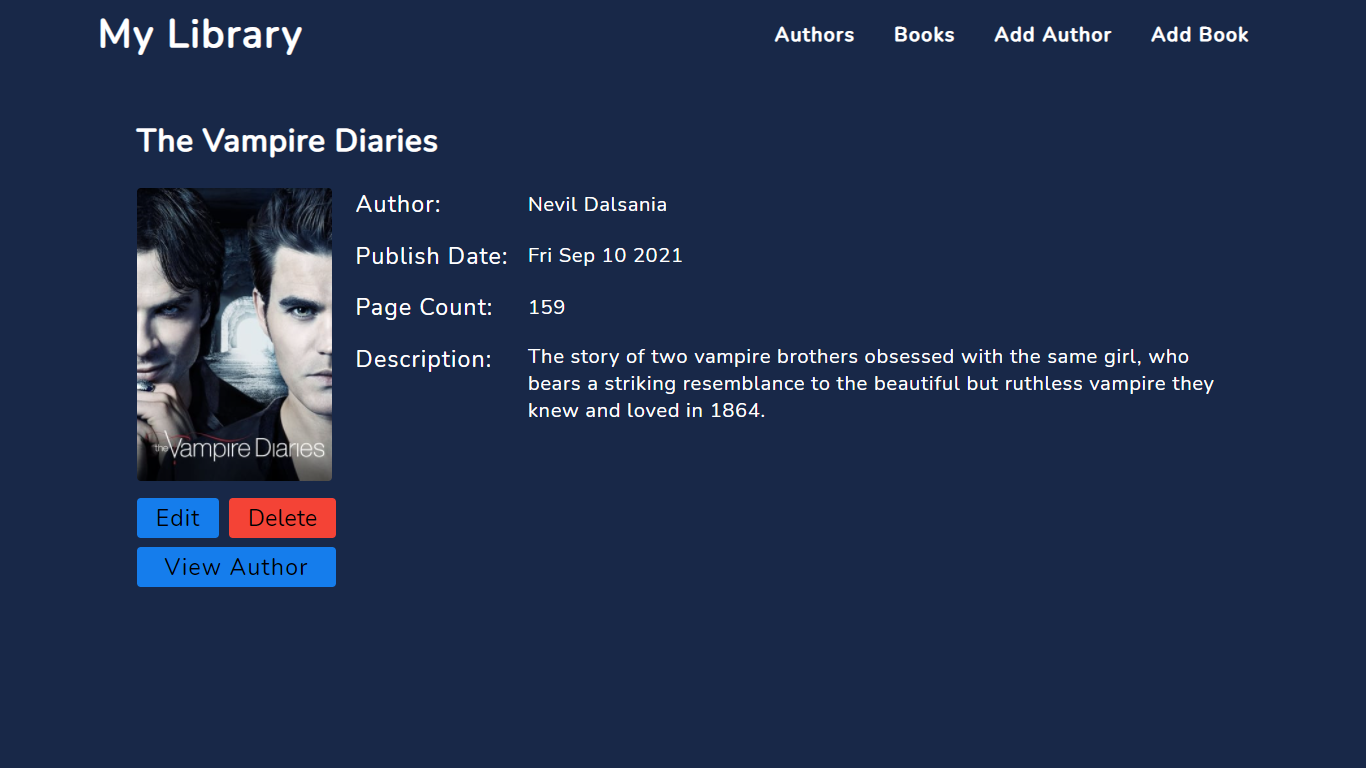 My Library
Authors Books Add Author Add Book
The Vampire Diaries
Author: Nevil Dalsania
Publish Date: Fri Sep 10 2021
Page Count: 159
Description: The story of two vampire brothers obsessed with the same girl, who
bears a striking resemblance to the beautiful but ruthless vampire they
knew and loved in 1864.
the Vampire Diaries
Edit Delete
View Author